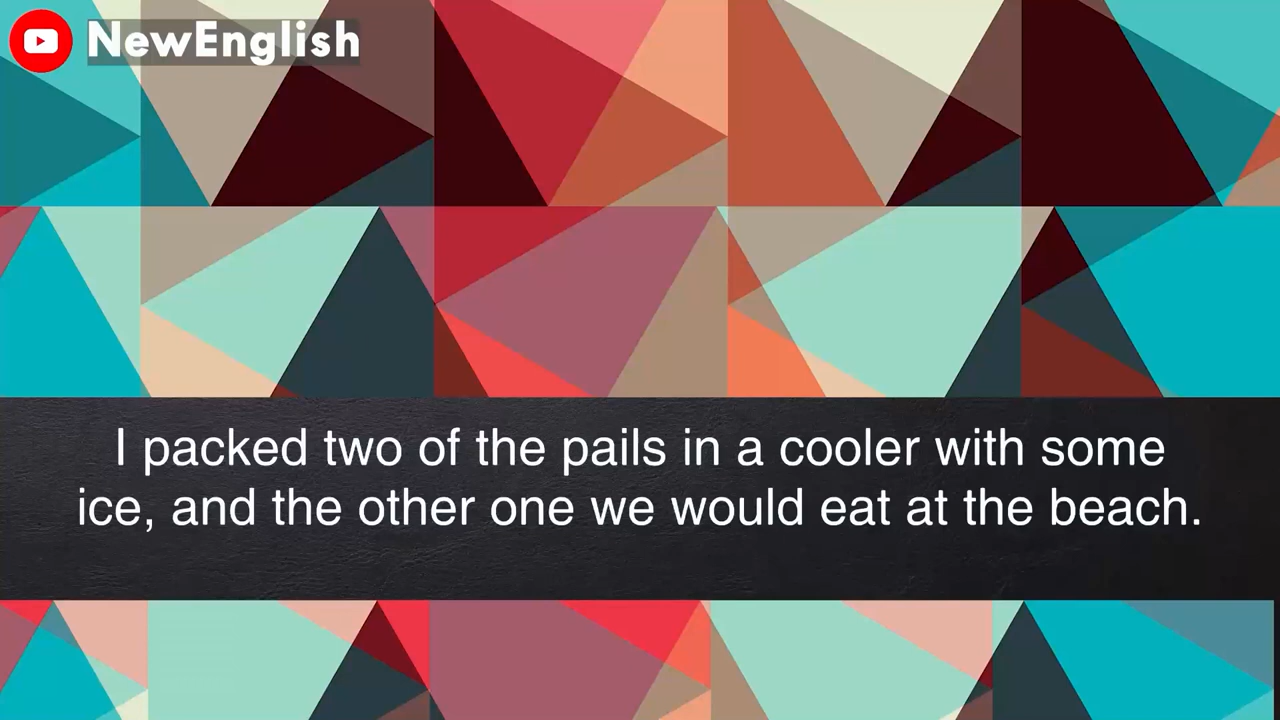 NewEnglish
I packed two of the pails in a cooler with some
ice, and the other one we would eat at the beach.